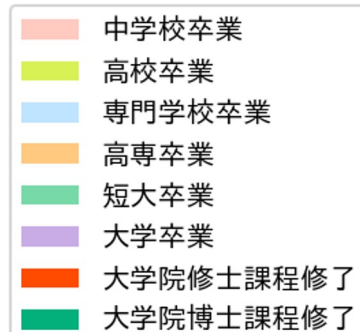 中学校卒業
高校卒業
専門学校卒業
高専卒業
短大卒業
大学卒業
大学院修士課程修了
大学院博士課程修了